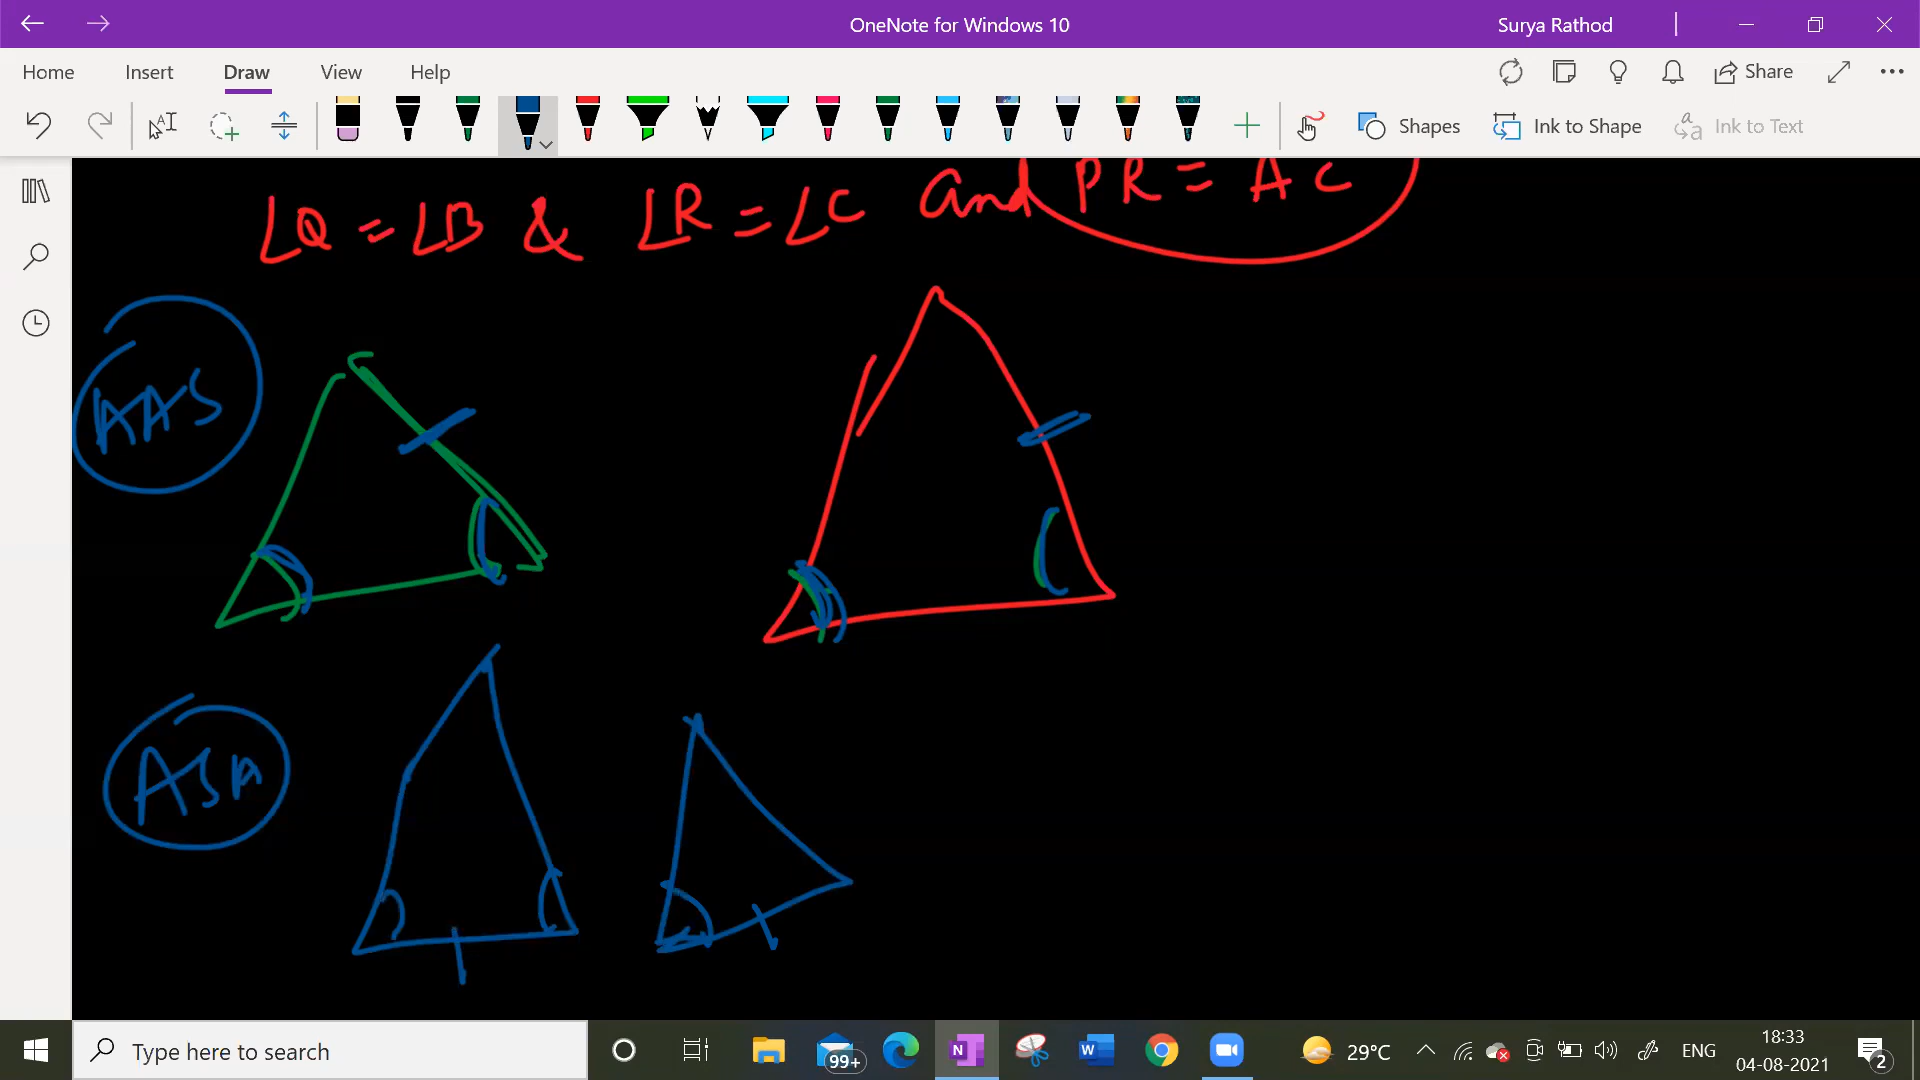 OneNote for Windows 10
Surya Rathod
Home Insert Draw View Help
Share
Shapes Ink to Shape Ink to Text
∠Q = ∠B & ∠R = ∠C and PR = AC
AAS
ASA
Type here to search
99+
29°C
ENG
18:33
04-08-2021
2